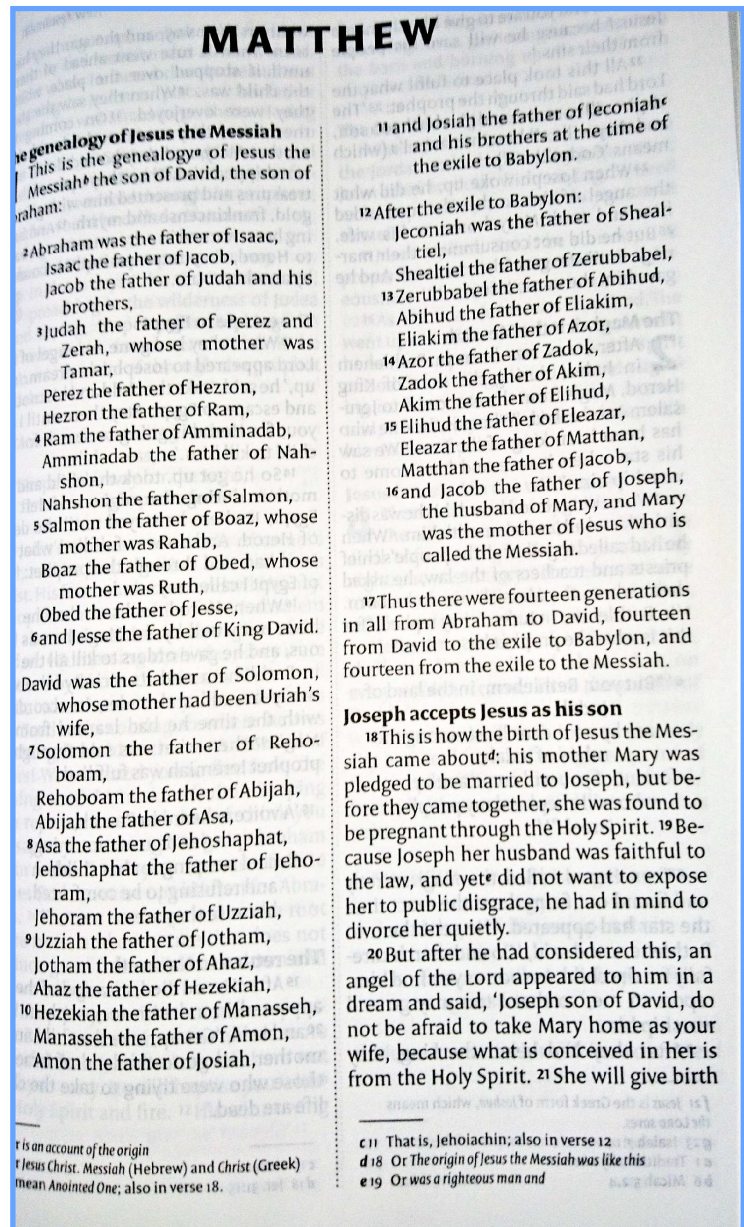 MATTHEW
genealogy of Jesus the Messiah
This is the genealogyª of Jesus the
Messiahᵇ the son of David, the son of
raham:
²Abraham was the father of Isaac,
Isaac the father of Jacob,
Jacob the father of Judah and his
brothers,
³Judah the father of Perez and
Zerah, whose mother was
Tamar,
Perez the father of Hezron,
Hezron the father of Ram,
⁴Ram the father of Amminadab,
Amminadab the father of Nah-
shon,
Nahshon the father of Salmon,
⁵Salmon the father of Boaz, whose
mother was Rahab,
Boaz the father of Obed, whose
mother was Ruth,
Obed the father of Jesse,
⁶and Jesse the father of King David.
David was the father of Solomon,
whose mother had been Uriah's
wife,
⁷Solomon the father of Reho-
boam,
Rehoboam the father of Abijah,
Abijah the father of Asa,
⁸Asa the father of Jehoshaphat,
Jehoshaphat the father of Jeho-
ram,
Jehoram the father of Uzziah,
⁹Uzziah the father of Jotham,
Jotham the father of Ahaz,
Ahaz the father of Hezekiah,
¹⁰Hezekiah the father of Manasseh,
Manasseh the father of Amon,
Amon the father of Josiah,
r is an account of the origin
r Jesus Christ. Messiah (Hebrew) and Christ (Greek)
mean Anointed One; also in verse 18.
¹¹and Josiah the father of Jeconiahᶜ
and his brothers at the time of
the exile to Babylon.
¹²After the exile to Babylon:
Jeconiah was the father of Sheal-
tiel,
Shealtiel the father of Zerubbabel,
¹³Zerubbabel the father of Abihud,
Abihud the father of Eliakim,
Eliakim the father of Azor,
¹⁴Azor the father of Zadok,
Zadok the father of Akim,
Akim the father of Elihud,
¹⁵Elihud the father of Eleazar,
Eleazar the father of Matthan,
Matthan the father of Jacob,
¹⁶and Jacob the father of Joseph,
the husband of Mary, and Mary
was the mother of Jesus who is
called the Messiah.
¹⁷Thus there were fourteen generations
in all from Abraham to David, fourteen
from David to the exile to Babylon, and
fourteen from the exile to the Messiah.
Joseph accepts Jesus as his son
¹⁸This is how the birth of Jesus the Mes-
siah came aboutᵈ: his mother Mary was
pledged to be married to Joseph, but be-
fore they came together, she was found to
be pregnant through the Holy Spirit. ¹⁹Be-
cause Joseph her husband was faithful to
the law, and yetᵉ did not want to expose
her to public disgrace, he had in mind to
divorce her quietly.
²⁰But after he had considered this, an
angel of the Lord appeared to him in a
dream and said, ‘Joseph son of David, do
not be afraid to take Mary home as your
wife, because what is conceived in her is
from the Holy Spirit. ²¹She will give birth
c 11 That is, Jehoiachin; also in verse 12
d 18 Or The origin of Jesus the Messiah was like this
e 19 Or was a righteous man and